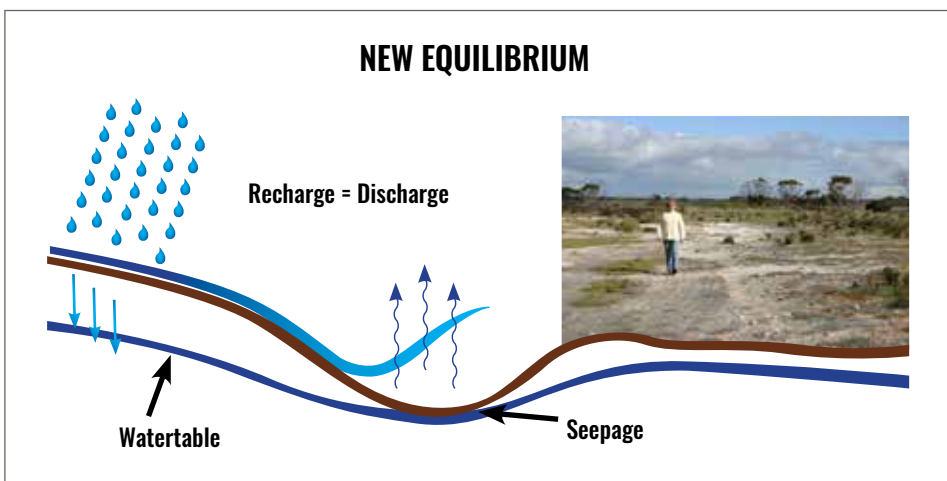 NEW EQUILIBRIUM
Recharge = Discharge
Watertable
Seepage